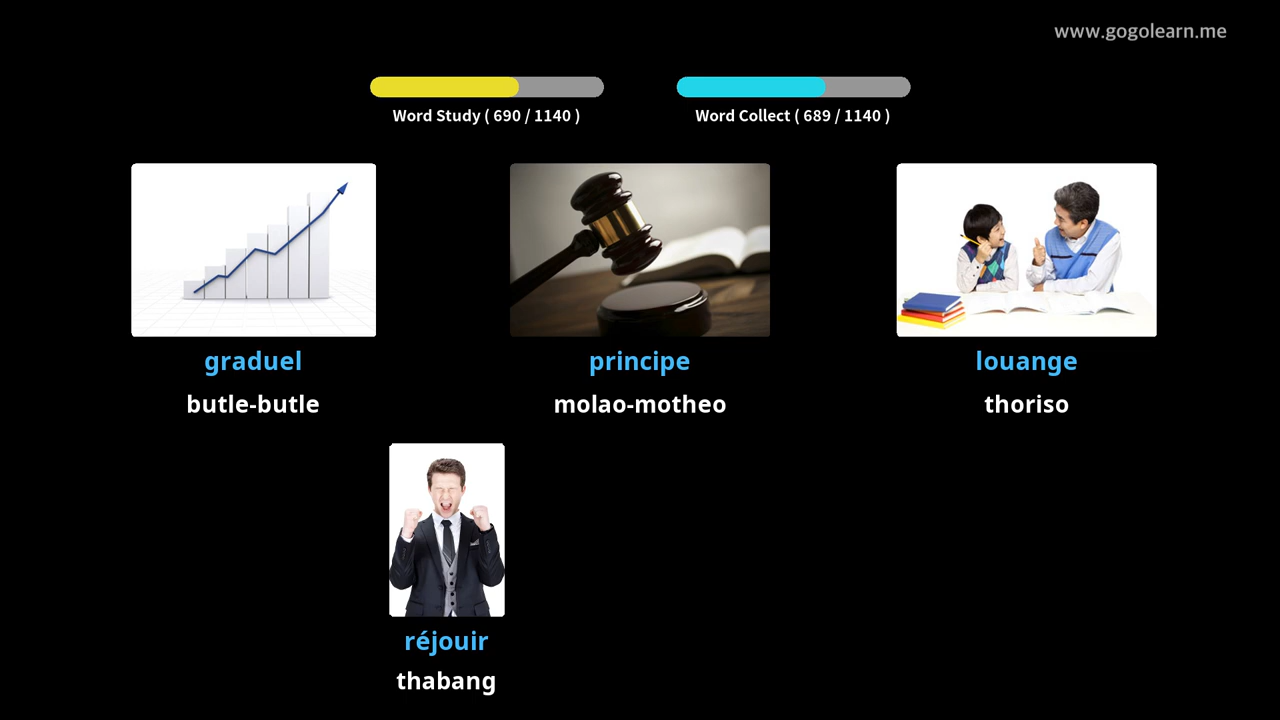 www.gogolearn.me
Word Study ( 690 / 1140 )
Word Collect ( 689 / 1140 )
graduel
butle-butle
principe
molao-motheo
louange
thoriso
réjouir
thabang